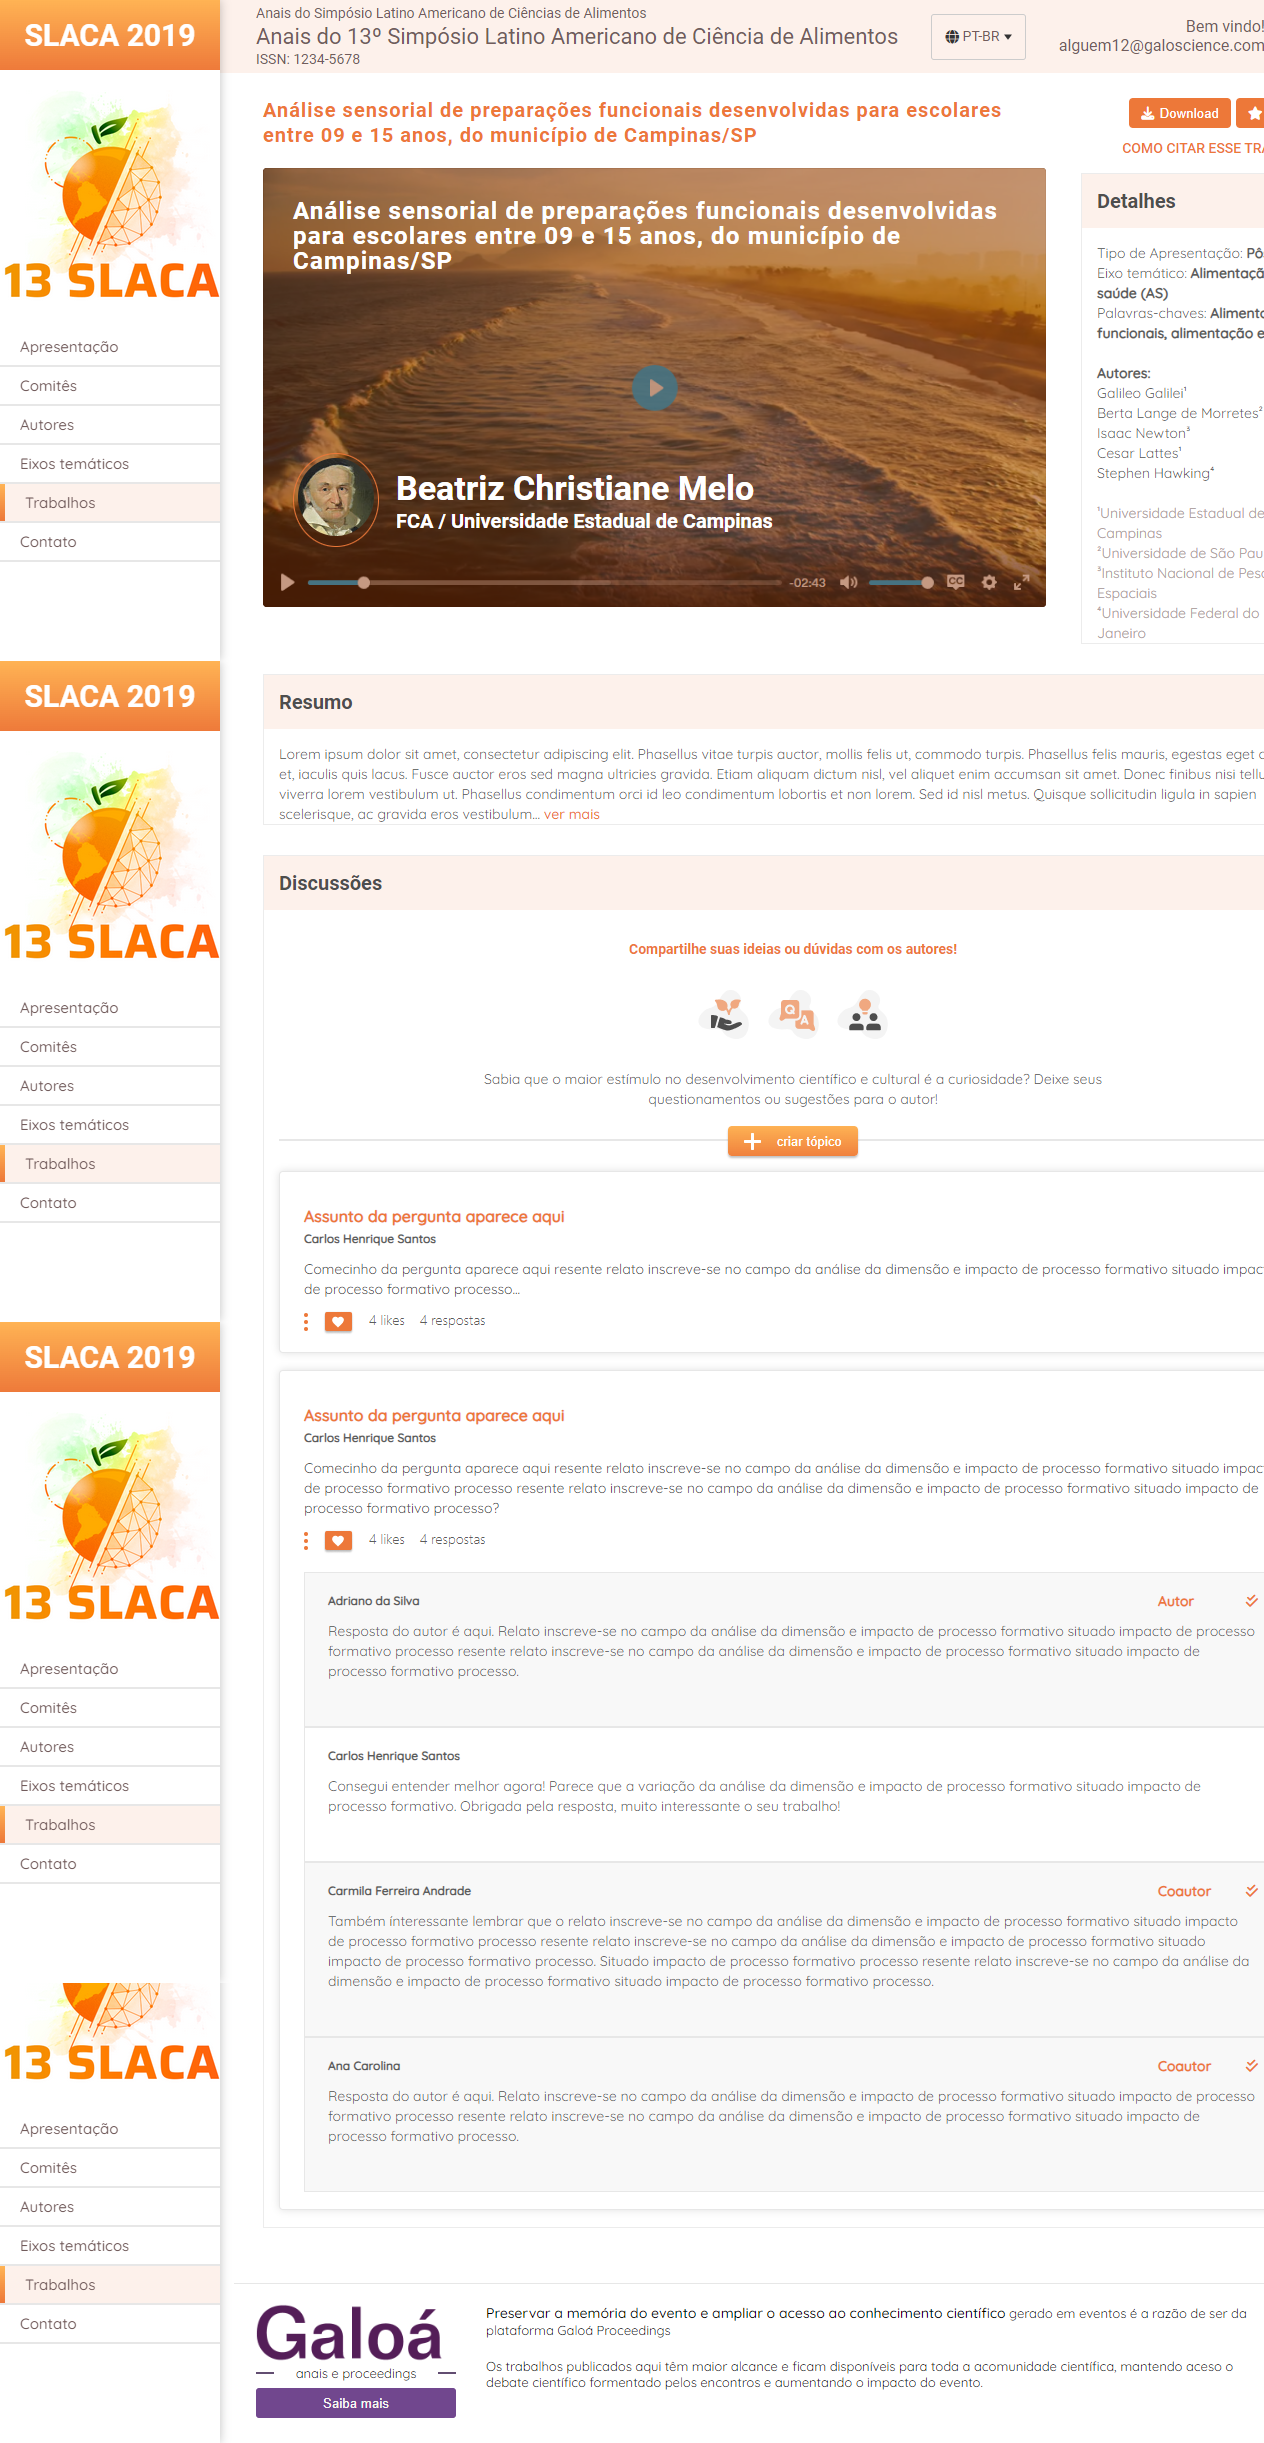 SLACA 2019
13 SLACA
Apresentação
Comitês
Autores
Eixos temáticos
Trabalhos
Contato
SLACA 2019
13 SLACA
Apresentação
Comitês
Autores
Eixos temáticos
Trabalhos
Contato
SLACA 2019
13 SLACA
Apresentação
Comitês
Autores
Eixos temáticos
Trabalhos
Contato
13 SLACA
Apresentação
Comitês
Autores
Eixos temáticos
Trabalhos
Contato
Anais do Simpósio Latino Americano de Ciências de Alimentos
Anais do 13º Simpósio Latino Americano de Ciência de Alimentos
ISSN: 1234-5678
PT-BR
Bem vindo!
alguem12@galoscience.com
Análise sensorial de preparações funcionais desenvolvidas para escolares
entre 09 e 15 anos, do município de Campinas/SP
Download
COMO CITAR ESSE TRA
Análise sensorial de preparações funcionais desenvolvidas
para escolares entre 09 e 15 anos, do município de
Campinas/SP
Beatriz Christiane Melo
FCA / Universidade Estadual de Campinas
-02:43
CC
Detalhes
Tipo de Apresentação: Pô
Eixo temático: Alimentaçã
saúde (AS)
Palavras-chaves: Alimento
funcionais, alimentação e
Autores:
Galileo Galilei¹
Berta Lange de Morretes²
Isaac Newton³
Cesar Lattes¹
Stephen Hawking⁴
¹Universidade Estadual de
Campinas
²Universidade de São Pau
³Instituto Nacional de Pesq
Espaciais
⁴Universidade Federal do
Janeiro
Resumo
Lorem ipsum dolor sit amet, consectetur adipiscing elit. Phasellus vitae turpis auctor, mollis felis ut, commodo turpis. Phasellus felis mauris, egestas eget
et, iaculis quis lacus. Fusce auctor eros sed magna ultricies gravida. Etiam aliquam dictum nisl, vel aliquet enim accumsan sit amet. Donec finibus nisi tellu
viverra lorem vestibulum ut. Phasellus condimentum orci id leo condimentum lobortis et non lorem. Sed id nisl metus. Quisque sollicitudin ligula in sapien
scelerisque, ac gravida eros vestibulum... ver mais
Discussões
Compartilhe suas ideias ou dúvidas com os autores!
Q A
Sabia que o maior estímulo no desenvolvimento científico e cultural é a curiosidade? Deixe seus
questionamentos ou sugestões para o autor!
criar tópico
Assunto da pergunta aparece aqui
Carlos Henrique Santos
Comecinho da pergunta aparece aqui resente relato inscreve-se no campo da análise da dimensão e impacto de processo formativo situado impac
de processo formativo processo...
4 likes 4 respostas
Assunto da pergunta aparece aqui
Carlos Henrique Santos
Comecinho da pergunta aparece aqui resente relato inscreve-se no campo da análise da dimensão e impacto de processo formativo situado impac
de processo formativo processo resente relato inscreve-se no campo da análise da dimensão e impacto de processo formativo situado impacto de
processo formativo processo?
4 likes 4 respostas
Adriano da Silva Autor
Resposta do autor é aqui. Relato inscreve-se no campo da análise da dimensão e impacto de processo formativo situado impacto de processo
formativo processo resente relato inscreve-se no campo da análise da dimensão e impacto de processo formativo situado impacto de
processo formativo processo.
Carlos Henrique Santos
Consegui entender melhor agora! Parece que a variação da análise da dimensão e impacto de processo formativo situado impacto de
processo formativo. Obrigada pela resposta, muito interessante o seu trabalho!
Carmila Ferreira Andrade Coautor
Também interessante lembrar que o relato inscreve-se no campo da análise da dimensão e impacto de processo formativo situado impacto
de processo formativo processo resente relato inscreve-se no campo da análise da dimensão e impacto de processo formativo situado
impacto de processo formativo processo. Situado impacto de processo formativo processo resente relato inscreve-se no campo da análise da
dimensão e impacto de processo formativo situado impacto de processo formativo processo.
Ana Carolina Coautor
Resposta do autor é aqui. Relato inscreve-se no campo da análise da dimensão e impacto de processo formativo situado impacto de processo
formativo processo resente relato inscreve-se no campo da análise da dimensão e impacto de processo formativo situado impacto de
processo formativo processo.
Galoá
anais e proceedings
Saiba mais
Preservar a memória do evento e ampliar o acesso ao conhecimento científico gerado em eventos é a razão de ser da
plataforma Galoá Proceedings
Os trabalhos publicados aqui têm maior alcance e ficam disponíveis para toda a acomunidade científica, mantendo aceso o
debate científico formentado pelos encontros e aumentando o impacto do evento.